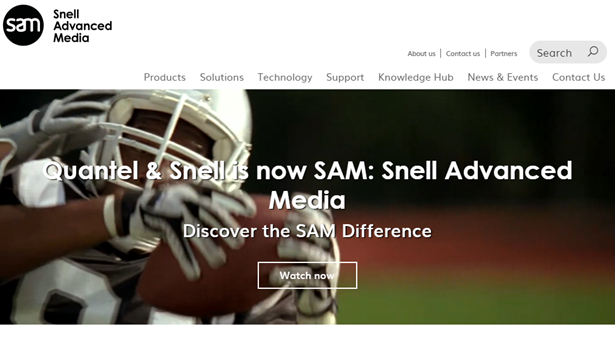 sam
Snell
Advanced
Media
About us
Contact us
Partners
Search
Products
Solutions
Technology
Support
Knowledge Hub
News & Events
Contact Us
Quantel & Snell is now SAM: Snell Advanced
Media
Discover the SAM Difference
Watch now